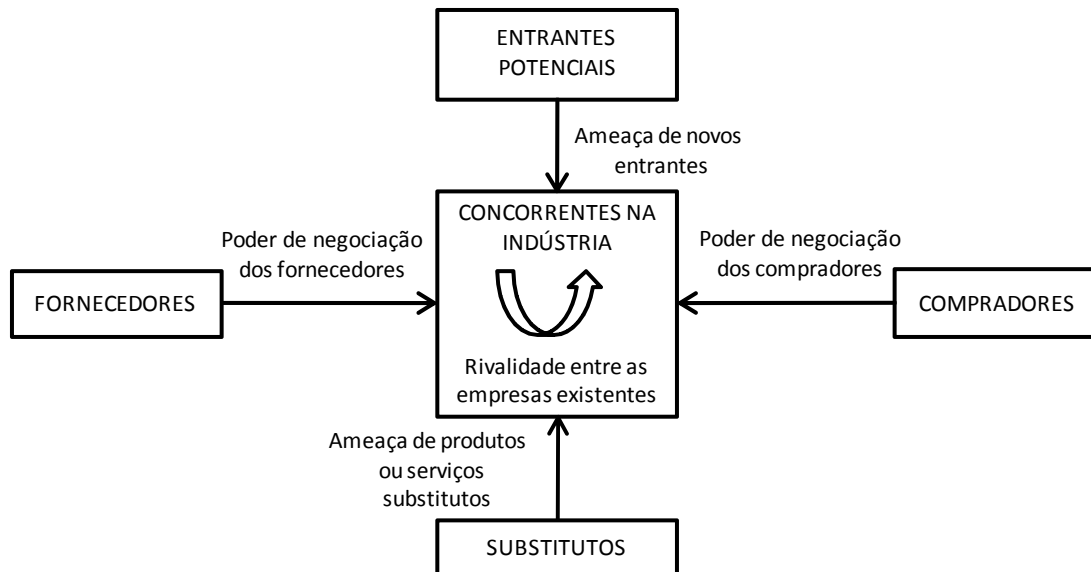 ENTRANTES
POTENCIAIS
Ameaça de novos
entrantes
CONCORRENTES NA
INDÚSTRIA
Poder de negociação
dos fornecedores
Poder de negociação
dos compradores
FORNECEDORES
COMPRADORES
Rivalidade entre as
empresas existentes
Ameaça de produtos
ou serviços
substitutos
SUBSTITUTOS